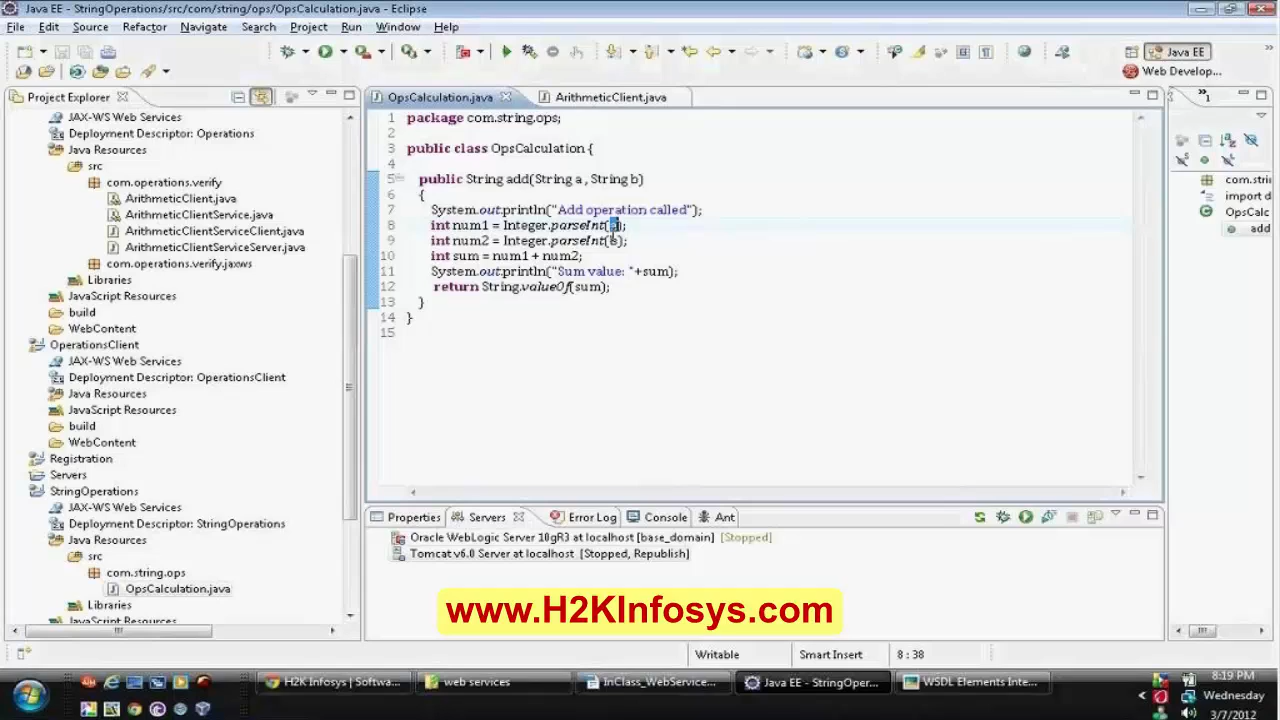 Java EE - StringOperations/src/com/string/ops/OpsCalculation.java - Eclipse
File Edit Source Refactor Navigate Search Project Run Window Help
Java EE
Web Develop...
Project Explorer
JAX-WS Web Services
Deployment Descriptor: Operations
Java Resources
src
com.operations.verify
ArithmeticClient.java
ArithmeticService.java
ArithmeticServiceClient.java
ArithmeticServiceServer.java
com.operations.verify.jaxws
Libraries
JavaScript Resources
build
WebContent
OperationsClient
JAX-WS Web Services
Deployment Descriptor: OperationsClient
Java Resources
JavaScript Resources
build
WebContent
Registration
Servers
StringOperations
JAX-WS Web Services
Deployment Descriptor: StringOperations
Java Resources
src
com.string.ops
OpsCalculation.java
Libraries
JavaScript Resources
OpsCalculation.java ArithmeticClient.java
1 package com.string.ops;
2
3 public class OpsCalculation {
4
5 public String add(String a , String b)
6 {
7 System.out.println("Add operation called");
8 int num1 = Integer.parseInt(a);
9 int num2 = Integer.parseInt(b);
10 int sum = num1 + num2;
11 System.out.println("Sum value: "+sum);
12 return String.valueOf(sum);
13 }
14 }
15
1
com.strin
import d
OpsCalc
add
Properties Servers Error Log Console Ant
Oracle WebLogic Server 10gR3 at localhost [base_domain] [Stopped]
Tomcat v6.0 Server at localhost [Stopped, Republish]
www.H2KInfosys.com
Writable Smart Insert 8 : 38
H2K Infosys | Softwa... web services InClass_WebService... Java EE - StringOper... WSDL Elements Inte...
8:19 PM
Wednesday
3/7/2012